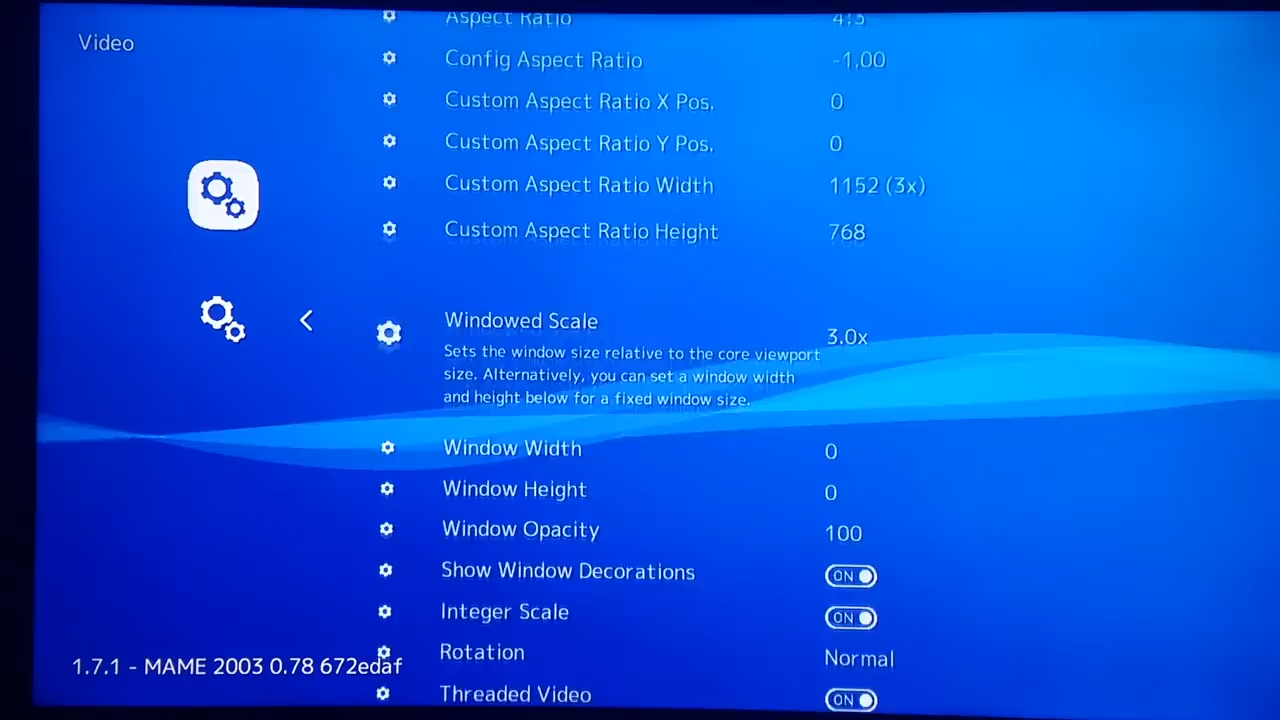 Video
Aspect Ratio 4:3
Config Aspect Ratio -1,00
Custom Aspect Ratio X Pos. 0
Custom Aspect Ratio Y Pos. 0
Custom Aspect Ratio Width 1152 (3x)
Custom Aspect Ratio Height 768
Windowed Scale 3.0x
Sets the window size relative to the core viewport
size. Alternatively, you can set a window width
and height below for a fixed window size.
Window Width 0
Window Height 0
Window Opacity 100
Show Window Decorations ON
Integer Scale ON
Rotation Normal
Threaded Video ON
1.7.1 - MAME 2003 0.78 672edaf